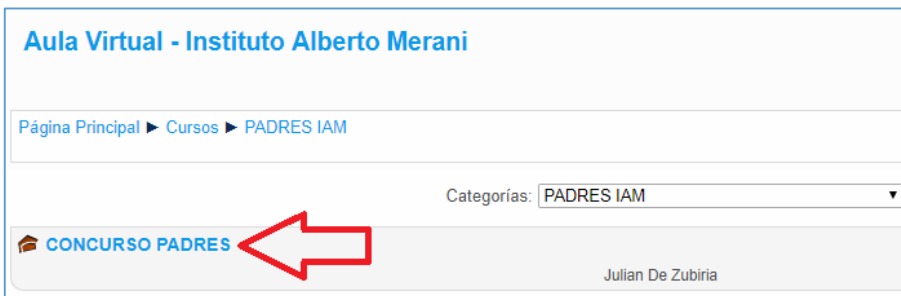 Aula Virtual - Instituto Alberto Merani
Página Principal ► Cursos ► PADRES IAM
Categorías: PADRES IAM
CONCURSO PADRES
Julian De Zubiria